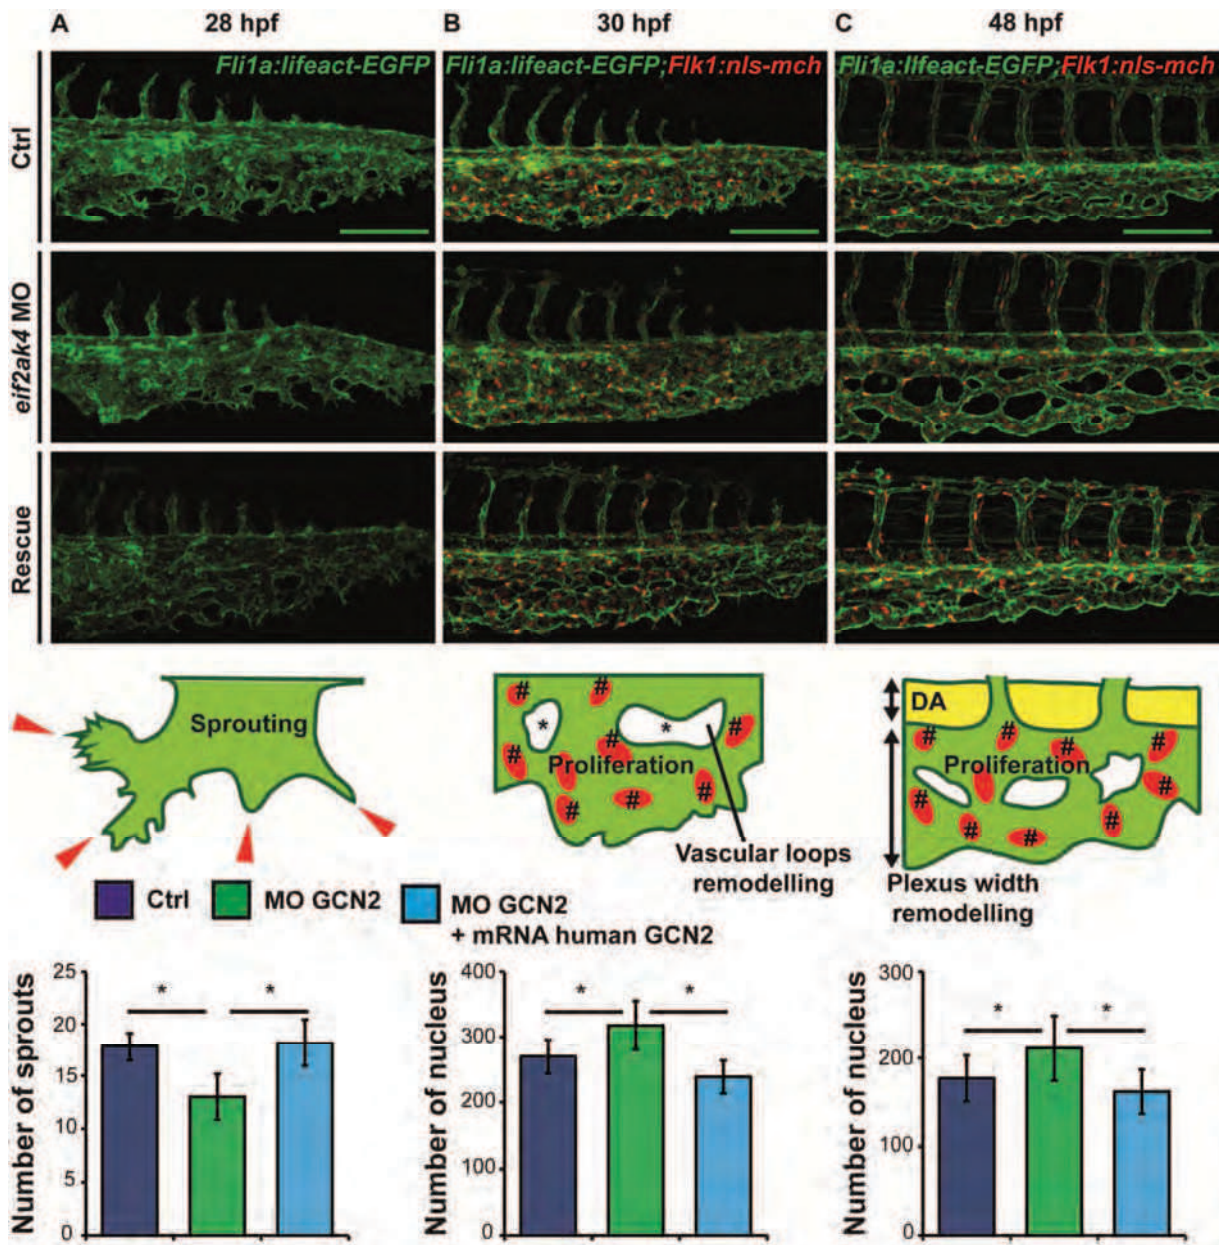 A 28 hpf
B 30 hpf
C 48 hpf
Fli1a:lifeact-EGFP
Fli1a:lifeact-EGFP;Flk1:nls-mch
Fli1a:lifeact-EGFP;Flk1:nls-mch
Ctrl
eif2ak4 MO
Rescue
Sprouting
# # * * # # # # # # # #
Proliferation
Vascular loops
remodelling
DA
# # # # # # # # # #
Proliferation
Plexus width
remodelling
Ctrl
MO GCN2
MO GCN2
+ mRNA human GCN2
Number of sprouts
25
20
15
10
5
0
* *
Number of nucleus
400
300
200
100
0
* *
Number of nucleus
300
200
100
0
* *